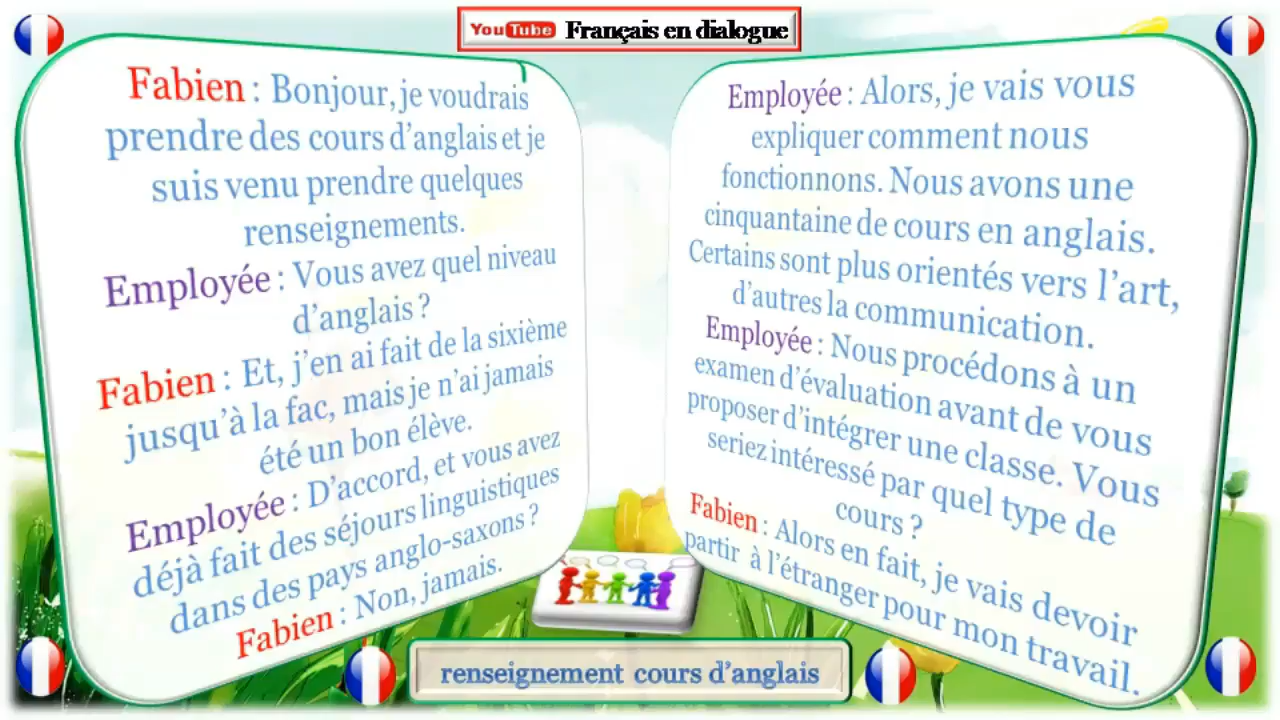 YouTube Français en dialogue
Fabien : Bonjour, je voudrais
prendre des cours d'anglais et je
suis venu prendre quelques
renseignements.
Employée : Vous avez quel niveau
d'anglais ?
Fabien : Et, j'en ai fait de la sixième
jusqu'à la fac, mais je n'ai jamais
été un bon élève.
Employée : D'accord, et vous avez
déjà fait des séjours linguistiques
dans des pays anglo-saxons ?
Fabien : Non, jamais.
Employée : Alors, je vais vous
expliquer comment nous
fonctionnons. Nous avons une
cinquantaine de cours en anglais.
Certains sont plus orientés vers l'art,
d'autres la communication.
Employée : Nous procédons à un
examen d'évaluation avant de vous
proposer d'intégrer une classe. Vous
seriez intéressé par quel type de
cours ?
Fabien : Alors en fait, je vais devoir
partir à l'étranger pour mon travail.
renseignement cours d'anglais